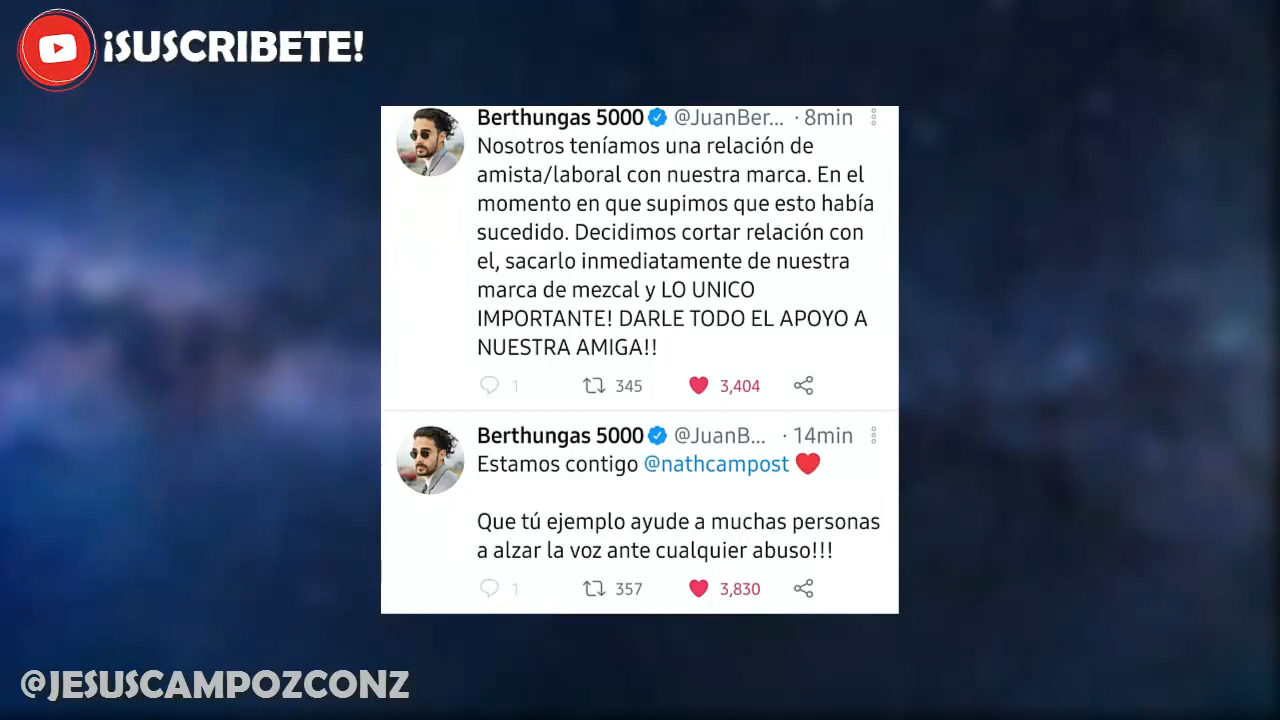 ¡SUSCRIBETE!
Berthungas 5000 @JuanBer... · 8min
Nosotros teníamos una relación de
amista/laboral con nuestra marca. En el
momento en que supimos que esto había
sucedido. Decidimos cortar relación con
el, sacarlo inmediatamente de nuestra
marca de mezcal y LO UNICO
IMPORTANTE! DARLE TODO EL APOYO A
NUESTRA AMIGA!!
1 345 3,404
Berthungas 5000 @JuanB... · 14min
Estamos contigo @nathcampost ❤️
Que tú ejemplo ayude a muchas personas
a alzar la voz ante cualquier abuso!!!
1 357 3,830
@JESUSCAMPOZCONZ